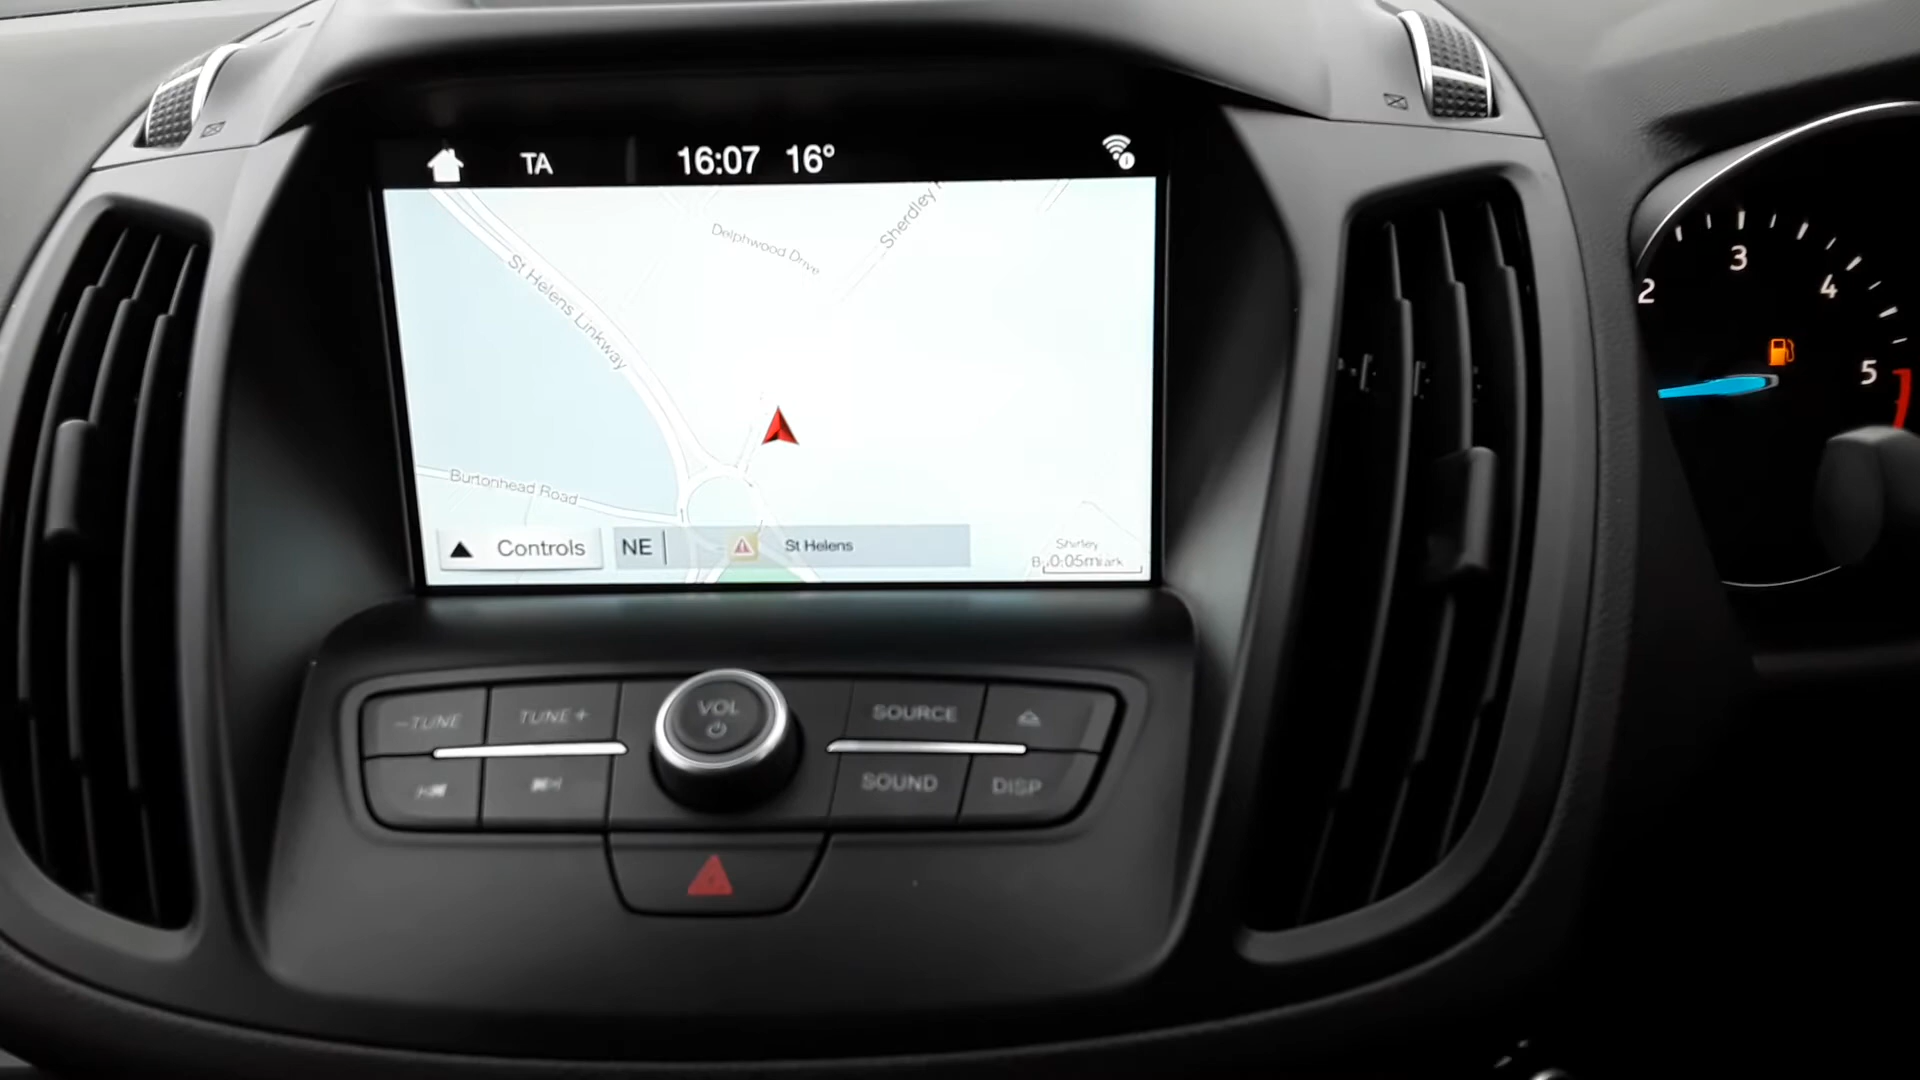 TA
16:07 16°
Sherdley
Delphwood Drive
St Helens Linkway
Burtonhead Road
Controls
NE
St Helens
Shirley
0.05mi
2
3
4
5
-TUNE
TUNE+
VOL
SOURCE
SOUND
DISP